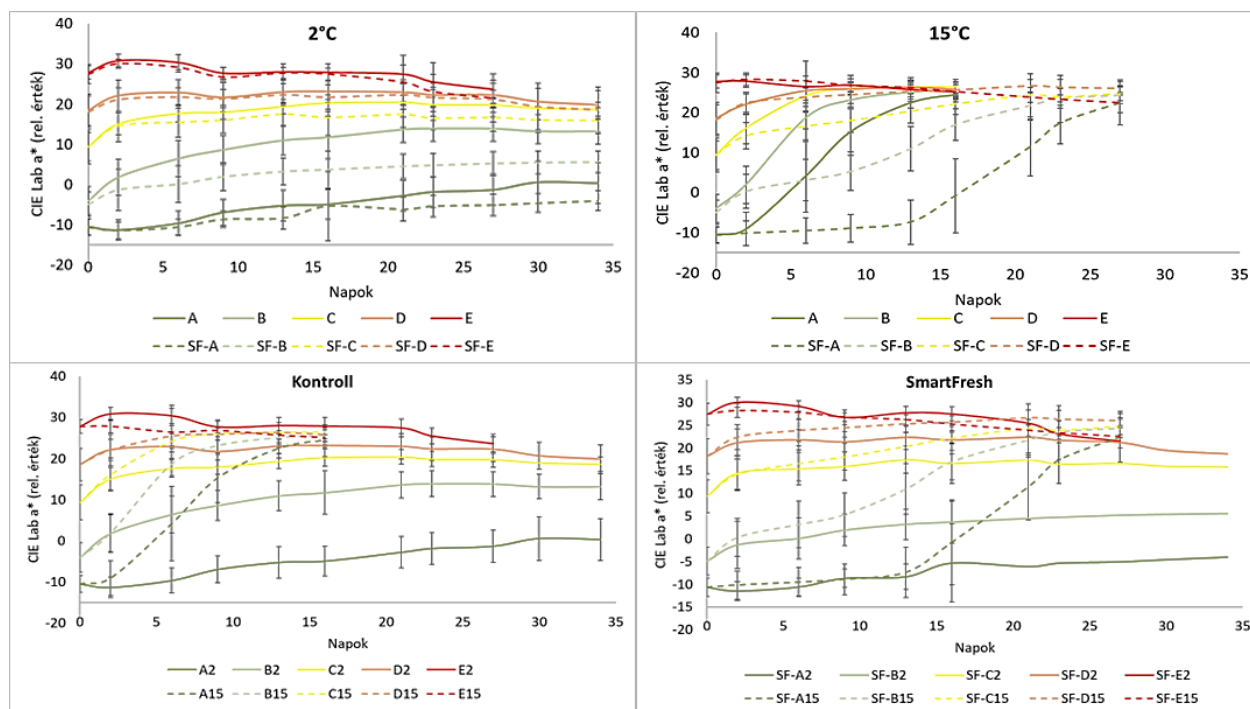 2°C
CIE Lab a* (rel. érték)
40
30
20
10
0
-10
-20
0 5 10 15 20 25 30 35
Napok
A B C D E
SF-A SF-B SF-C SF-D SF-E
15°C
CIE Lab a* (rel. érték)
40
30
20
10
0
-10
-20
0 5 10 15 20 25 30 35
Napok
A B C D E
SF-A SF-B SF-C SF-D SF-E
Kontroll
CIE Lab a* (rel. érték)
40
30
20
10
0
-10
-20
0 5 10 15 20 25 30 35
Napok
A2 B2 C2 D2 E2
A15 B15 C15 D15 E15
SmartFresh
CIE Lab a* (rel. érték)
35
30
25
20
15
10
5
0
-5
-10
-15
-20
0 5 10 15 20 25 30 35
Napok
SF-A2 SF-B2 SF-C2 SF-D2 SF-E2
SF-A15 SF-B15 SF-C15 SF-D15 SF-E15